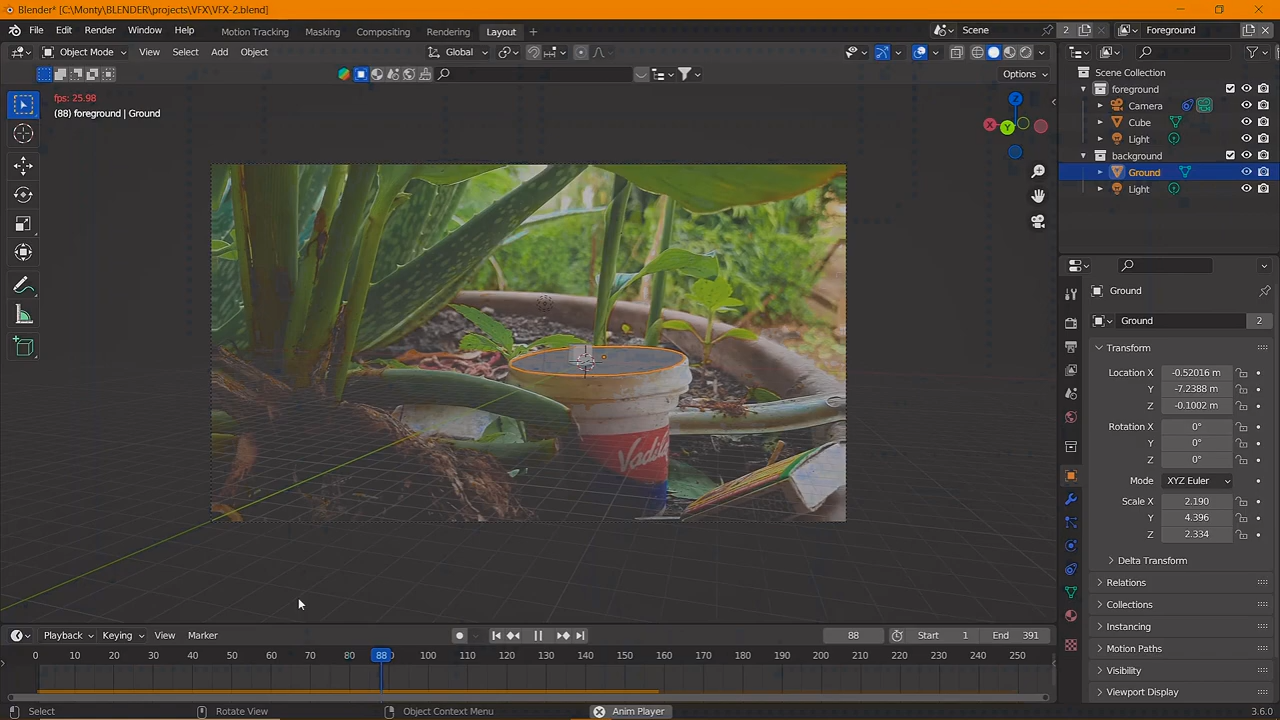 Blender* [C:\Monty\BLENDER\projects\VFX\VFX-2.blend]
File Edit Render Window Help Motion Tracking Masking Compositing Rendering Layout + Scene 2 Foreground
Object Mode View Select Add Object Global
Options
fps: 25.98
(88) foreground | Ground
Z
X
Y
Vadila
Scene Collection
foreground
Camera
Cube
Light
background
Ground
Light
Ground
Ground 2
Transform
Location X -0.52016 m
Y -7.2388 m
Z -0.1002 m
Rotation X 0°
Y 0°
Z 0°
Mode XYZ Euler
Scale X 2.190
Y 4.396
Z 2.334
Delta Transform
Relations
Collections
Instancing
Motion Paths
Visibility
Viewport Display
Playback Keying View Marker 88 Start 1 End 391
0 10 20 30 40 50 60 70 80 88 100 110 120 130 140 150 160 170 180 190 200 210 220 230 240 250
Select Rotate View Object Context Menu Anim Player 3.6.0